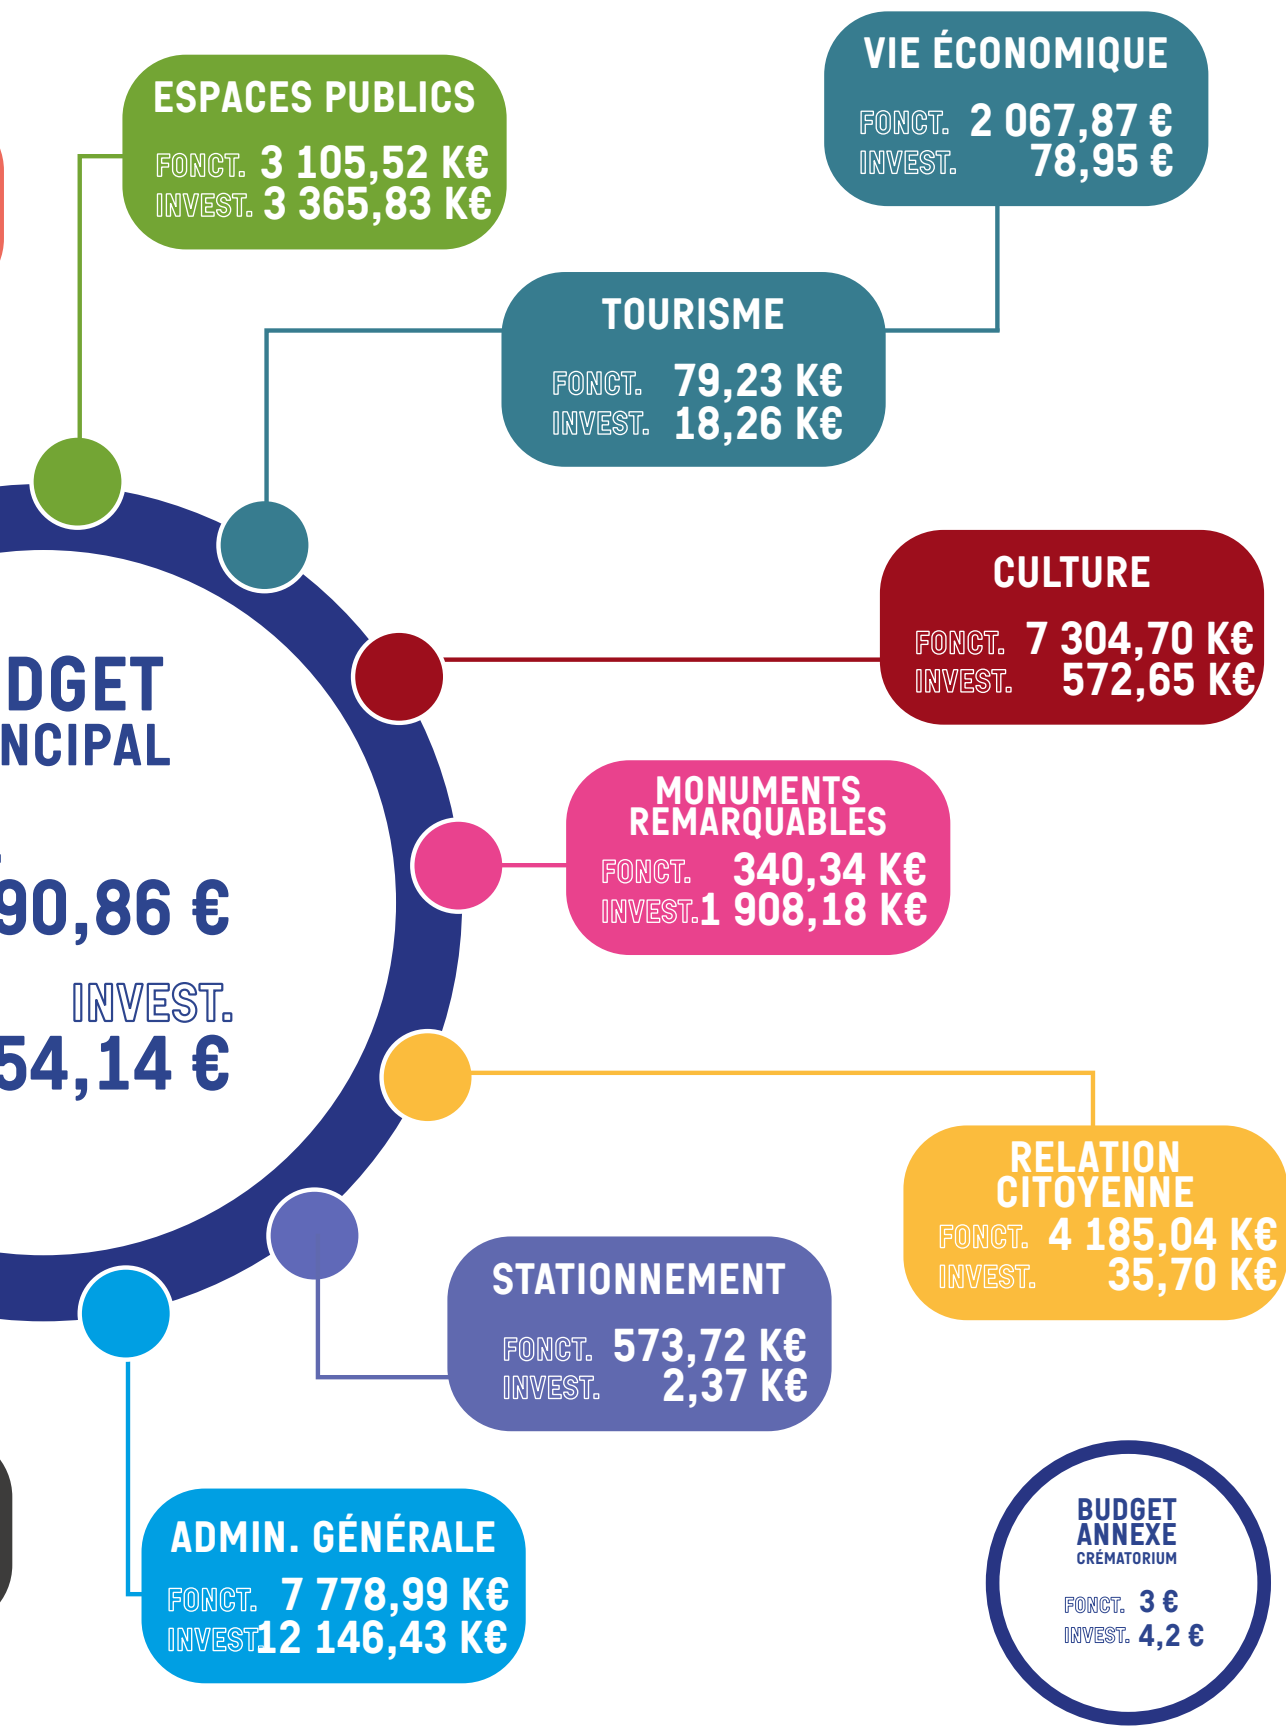 VIE ÉCONOMIQUE
FONCT. 2 067,87 €
INVEST. 78,95 €
ESPACES PUBLICS
FONCT. 3 105,52 K€
INVEST. 3 365,83 K€
TOURISME
FONCT. 79,23 K€
INVEST. 18,26 K€
CULTURE
FONCT. 7 304,70 K€
INVEST. 572,65 K€
DGET
NCIPAL
90,86 €
INVEST.
54,14 €
MONUMENTS
REMARQUABLES
FONCT. 340,34 K€
INVEST. 1 908,18 K€
RELATION
CITOYENNE
FONCT. 4 185,04 K€
INVEST. 35,70 K€
STATIONNEMENT
FONCT. 573,72 K€
INVEST. 2,37 K€
ADMIN. GÉNÉRALE
FONCT. 7 778,99 K€
INVEST. 12 146,43 K€
BUDGET
ANNEXE
CRÉMATORIUM
FONCT. 3 €
INVEST. 4,2 €